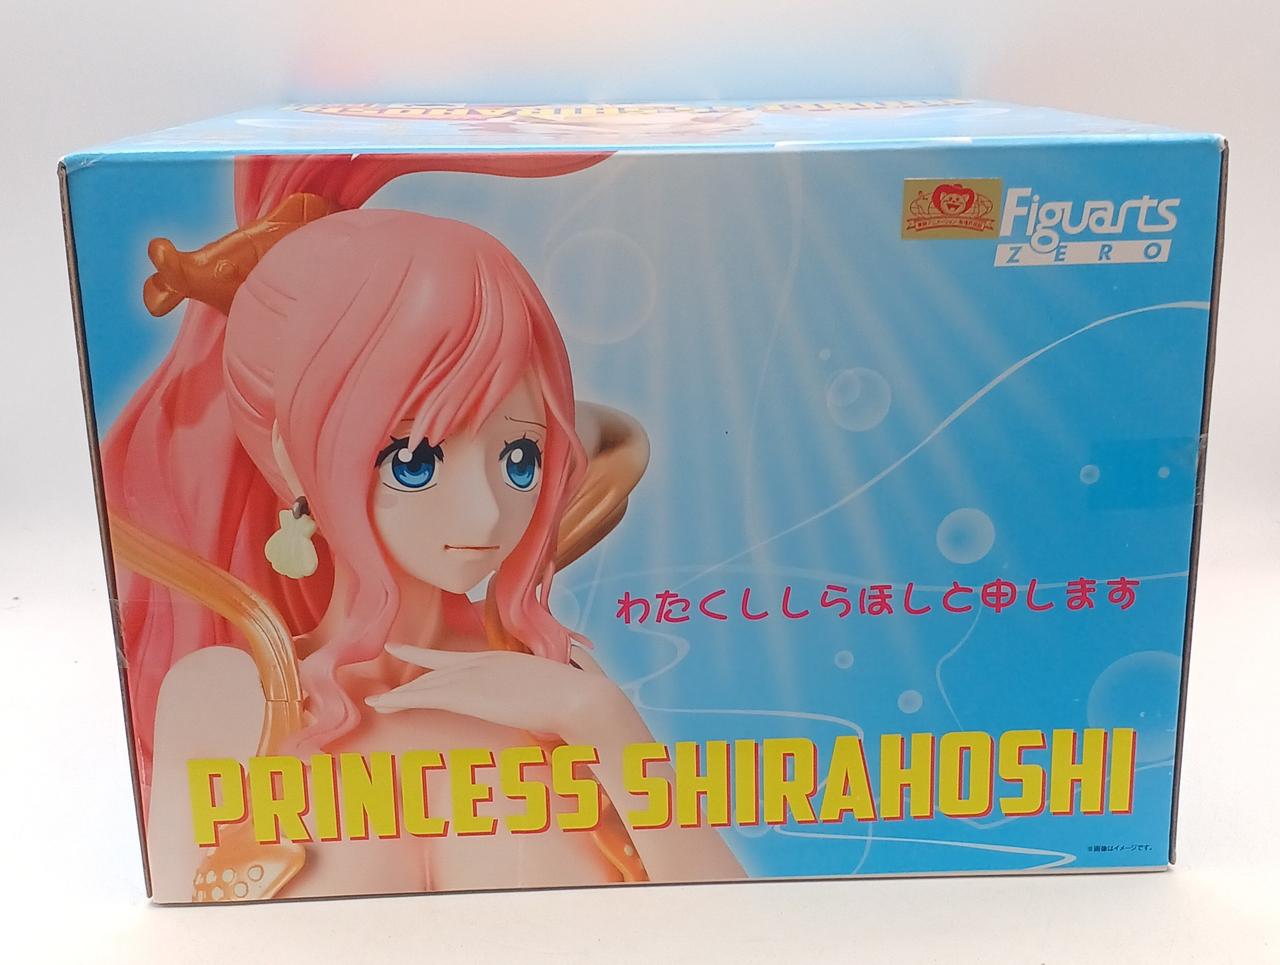 Figuarts
ZERO
わたくししらほしと申します
PRINCESS SHIRAHOSHI
※画像はイメージです。